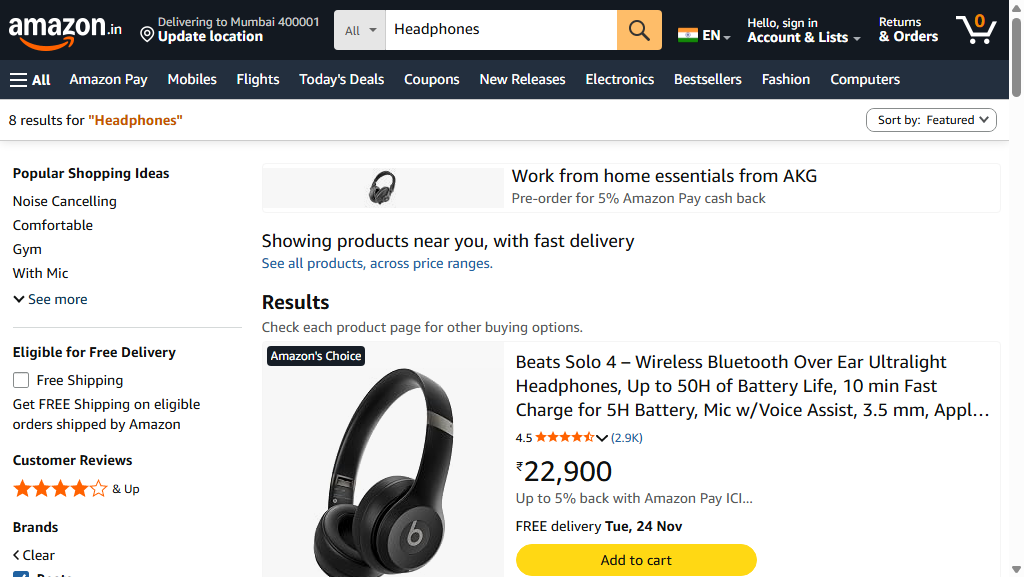 amazon.in
Delivering to Mumbai 400001
Update location
All
Headphones
EN
Hello, sign in
Account & Lists
Returns
& Orders
0
All
Amazon Pay
Mobiles
Flights
Today's Deals
Coupons
New Releases
Electronics
Bestsellers
Fashion
Computers
8 results for "Headphones"
Sort by: Featured
Popular Shopping Ideas
Noise Cancelling
Comfortable
Gym
With Mic
See more
Eligible for Free Delivery
Free Shipping
Get FREE Shipping on eligible
orders shipped by Amazon
Customer Reviews
& Up
Brands
Clear
Beats
Work from home essentials from AKG
Pre-order for 5% Amazon Pay cash back
Showing products near you, with fast delivery
See all products, across price ranges.
Results
Check each product page for other buying options.
Amazon's Choice
Beats Solo 4 – Wireless Bluetooth Over Ear Ultralight
Headphones, Up to 50H of Battery Life, 10 min Fast
Charge for 5H Battery, Mic w/Voice Assist, 3.5 mm, Appl…
4.5 (2.9K)
₹22,900
Up to 5% back with Amazon Pay ICI…
FREE delivery Tue, 24 Nov
Add to cart